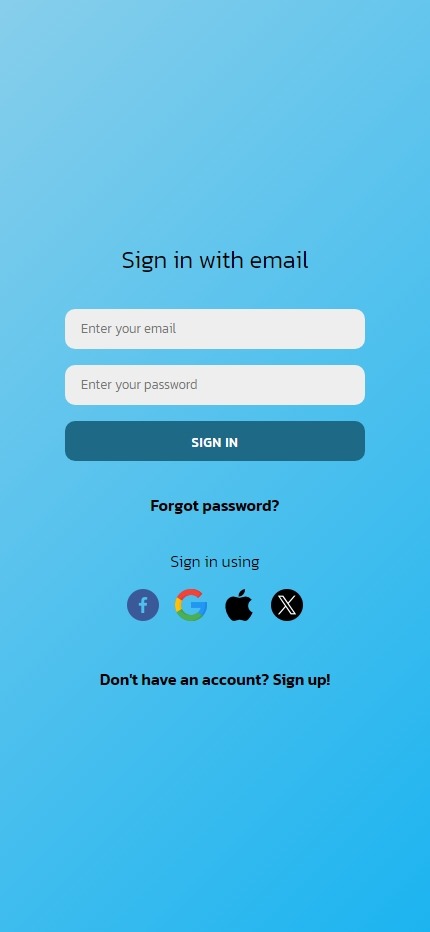 Sign in with email
Enter your email
Enter your password
SIGN IN
Forgot password?
Sign in using
Don't have an account? Sign up!